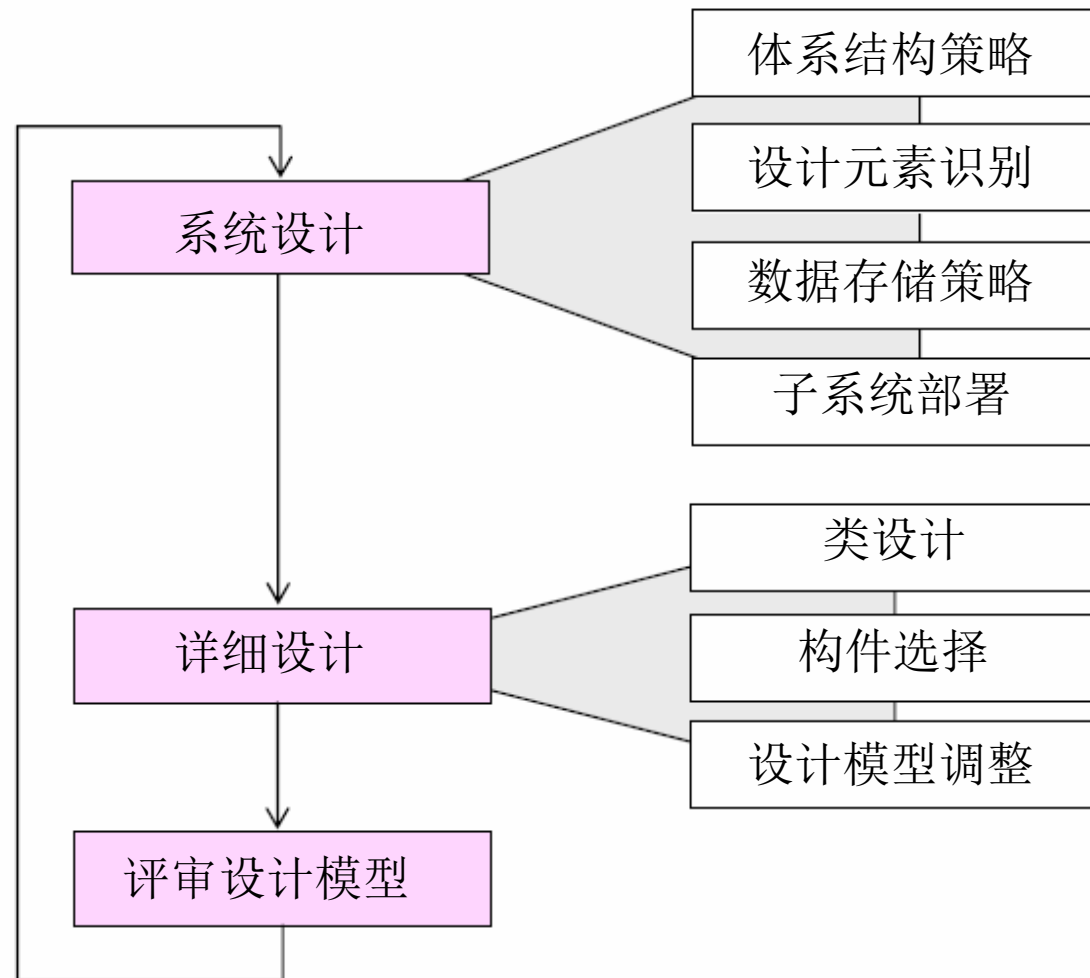 体系结构策略
设计元素识别
系统设计
数据存储策略
子系统部署
类设计
详细设计
构件选择
设计模型调整
评审设计模型